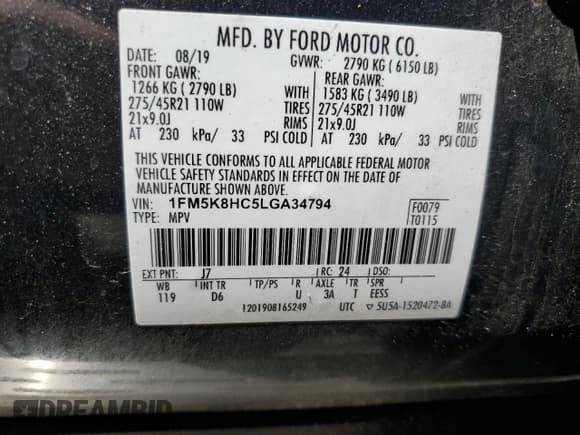 MFD. BY FORD MOTOR CO.
DATE: 08/19 GVWR: 2790 KG ( 6150 LB)
FRONT GAWR: REAR GAWR:
1266 KG ( 2790 LB) WITH 1583 KG ( 3490 LB) WITH
275/45R21 110W TIRES 275/45R21 110W TIRES
21x9.0J RIMS 21x9.0J RIMS
AT 230 kPa/ 33 PSI COLD AT 230 kPa/ 33 PSI COLD
THIS VEHICLE CONFORMS TO ALL APPLICABLE FEDERAL MOTOR
VEHICLE SAFETY STANDARDS IN EFFECT ON THE DATE OF
MANUFACTURE SHOWN ABOVE.
VIN: 1FM5K8HC5LGA34794 F0079
TYPE: MPV T0115
EXT PNT: J7 RC: 24 DSO:
WB INT TR TP/PS R AXLE TR SPR
119 D6 U 3A T EESS
1201908165249 UTC ▽ 5U5A-1520472-BA
DREAMBID.COM